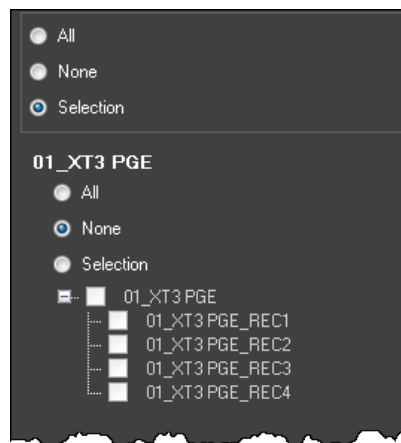 All
None
Selection
01_XT3 PGE
All
None
Selection
01_XT3 PGE
01_XT3 PGE_REC1
01_XT3 PGE_REC2
01_XT3 PGE_REC3
01_XT3 PGE_REC4